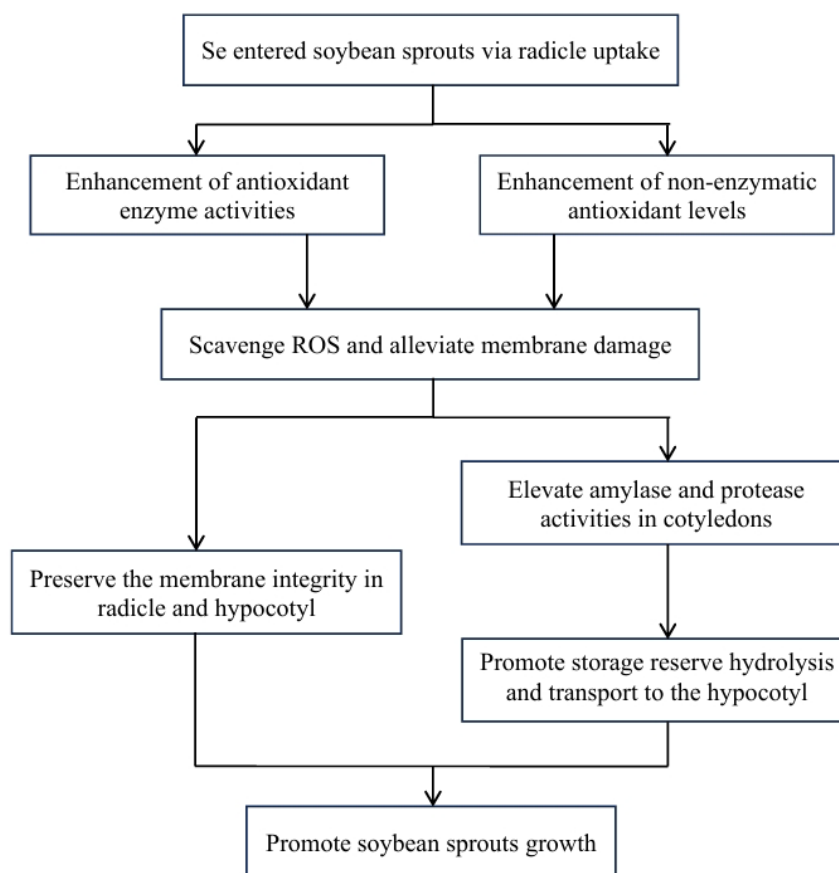 Se entered soybean sprouts via radicle uptake
Enhancement of antioxidant
enzyme activities
Enhancement of non-enzymatic
antioxidant levels
Scavenge ROS and alleviate membrane damage
Elevate amylase and protease
activities in cotyledons
Preserve the membrane integrity in
radicle and hypocotyl
Promote storage reserve hydrolysis
and transport to the hypocotyl
Promote soybean sprouts growth